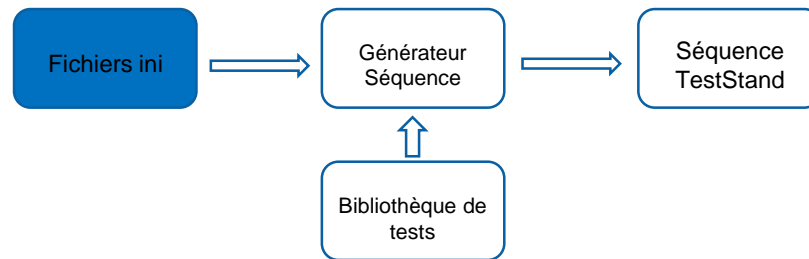 Fichiers ini
Générateur
Séquence
Séquence
TestStand
Bibliothèque de
tests